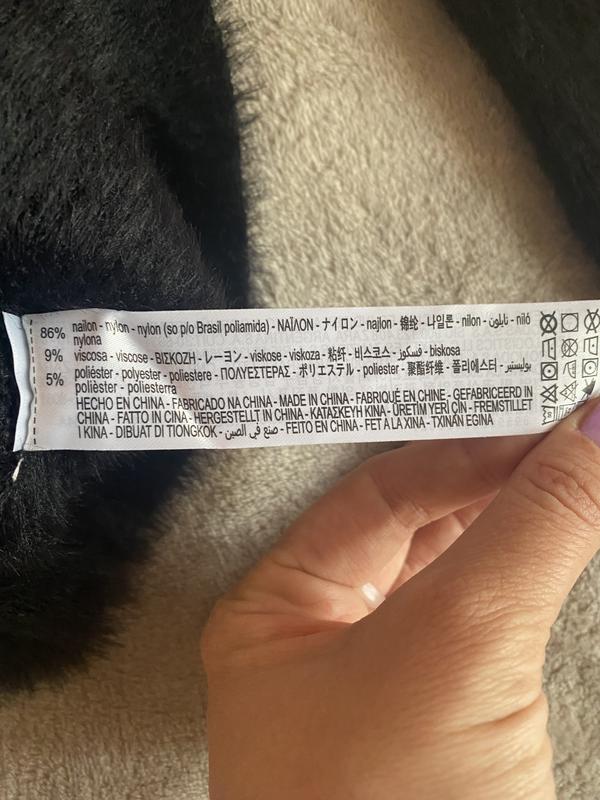 86% nailon - nylon - nylon (so p/o Brasil poliamida) - ΝΑΪΛΟΝ - ナイロン - najlon - 锦纶 - 나일론 - nilon - نايلون - niló
nylona
9% viscosa - viscose - ΒΙΣΚΟΖΗ - レーヨン - viskose - viskoza - 粘纤 - 비스코스 - فسكوز - biskosa
5% poliéster - polyester - poliestere - ΠΟΛΥΕΣΤΕΡΑΣ - ポリエステル - poliester - 聚酯纤维 - 폴리에스터 - بوليستير
polièster - poliesterra
HECHO EN CHINA - FABRICADO NA CHINA - MADE IN CHINA - FABRIQUÉ EN CHINE - GEFABRICEERD IN
CHINA - FATTO IN CINA - HERGESTELLT IN CHINA - ΚΑΤΑΣΚΕΥΗ ΚΙΝΑ - ÜRETİM YERİ ÇİN - FREMSTILLET
I KINA - DIBUAT DI TIONGKOK - صنع في الصين - FEITO EN CHINA - FET A LA XINA - TXINAN EGINA